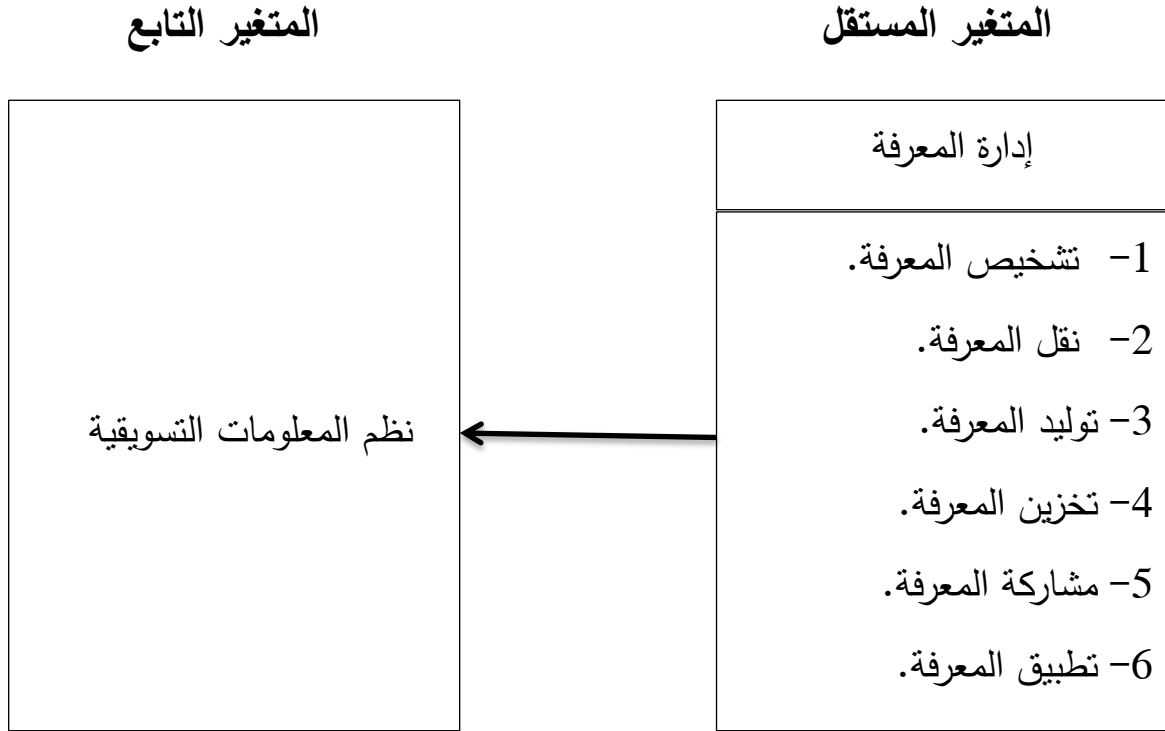 المتغير المستقل
المتغير التابع
إدارة المعرفة
1- تشخيص المعرفة.
2- نقل المعرفة.
3- توليد المعرفة.
4- تخزين المعرفة.
5- مشاركة المعرفة.
6- تطبيق المعرفة.
نظم المعلومات التسويقية